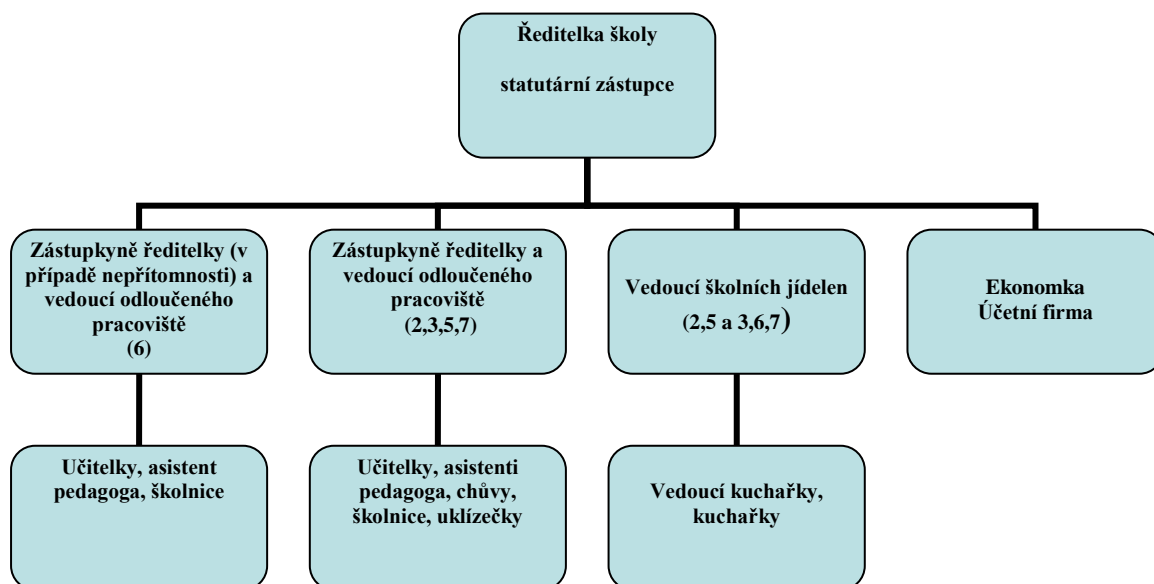 Ředitelka školy
statutární zástupce
Zástupkyně ředitelky (v
případě nepřítomnosti) a
vedoucí odloučeného
pracoviště
(6)
Zástupkyně ředitelky a
vedoucí odloučeného
pracoviště
(2,3,5,7)
Vedoucí školních jídelen
(2,5 a 3,6,7)
Ekonomka
Účetní firma
Učitelky, asistent
pedagoga, školnice
Učitelky, asistenti
pedagoga, chůvy,
školnice, uklízečky
Vedoucí kuchařky,
kuchařky